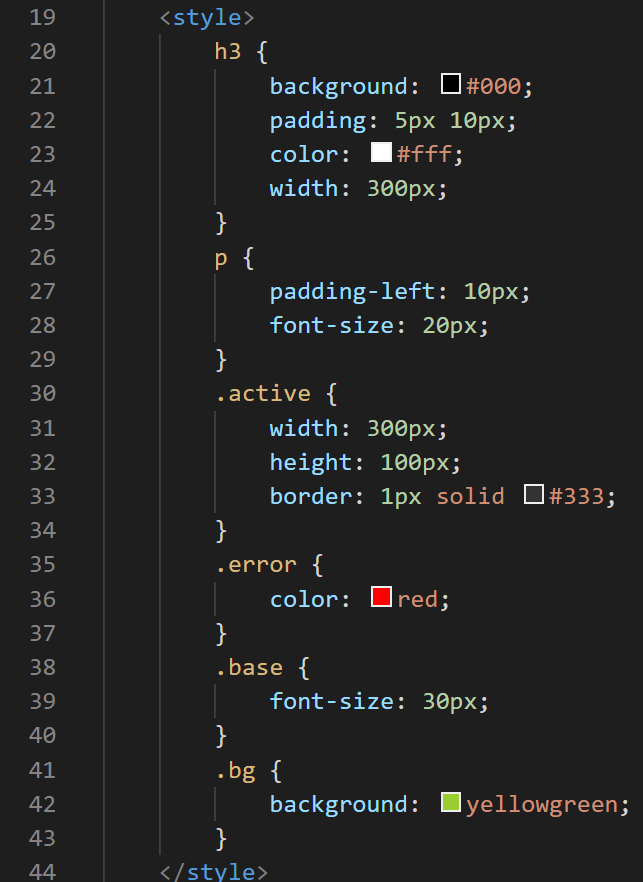 19 <style>
20 h3 {
21 background: #000;
22 padding: 5px 10px;
23 color: #fff;
24 width: 300px;
25 }
26 p {
27 padding-left: 10px;
28 font-size: 20px;
29 }
30 .active {
31 width: 300px;
32 height: 100px;
33 border: 1px solid #333;
34 }
35 .error {
36 color: red;
37 }
38 .base {
39 font-size: 30px;
40 }
41 .bg {
42 background: yellowgreen;
43 }
44 </style>